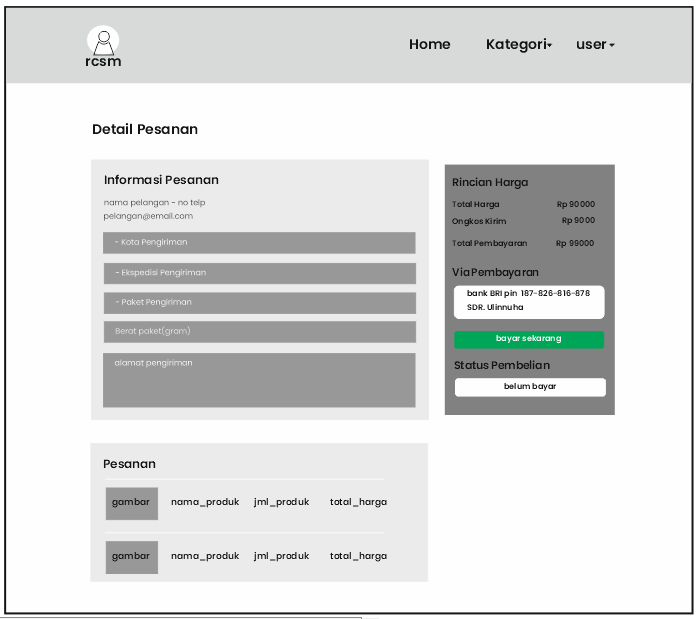 rcsm
Home Kategori user
Detail Pesanan
Informasi Pesanan
nama pelangan - no telp
pelangan@email.com
- Kota Pengiriman
- Ekspedisi Pengiriman
- Paket Pengiriman
Berat paket(gram)
alamat pengiriman
Rincian Harga
Total Harga Rp 90000
Ongkos Kirim Rp 9000
Total Pembayaran Rp 99000
Via Pembayaran
bank BRI pin 187-826-816-878
SDR. Ulinnuha
bayar sekarang
Status Pembelian
belum bayar
Pesanan
gambar nama_produk jml_produk total_harga
gambar nama_produk jml_produk total_harga